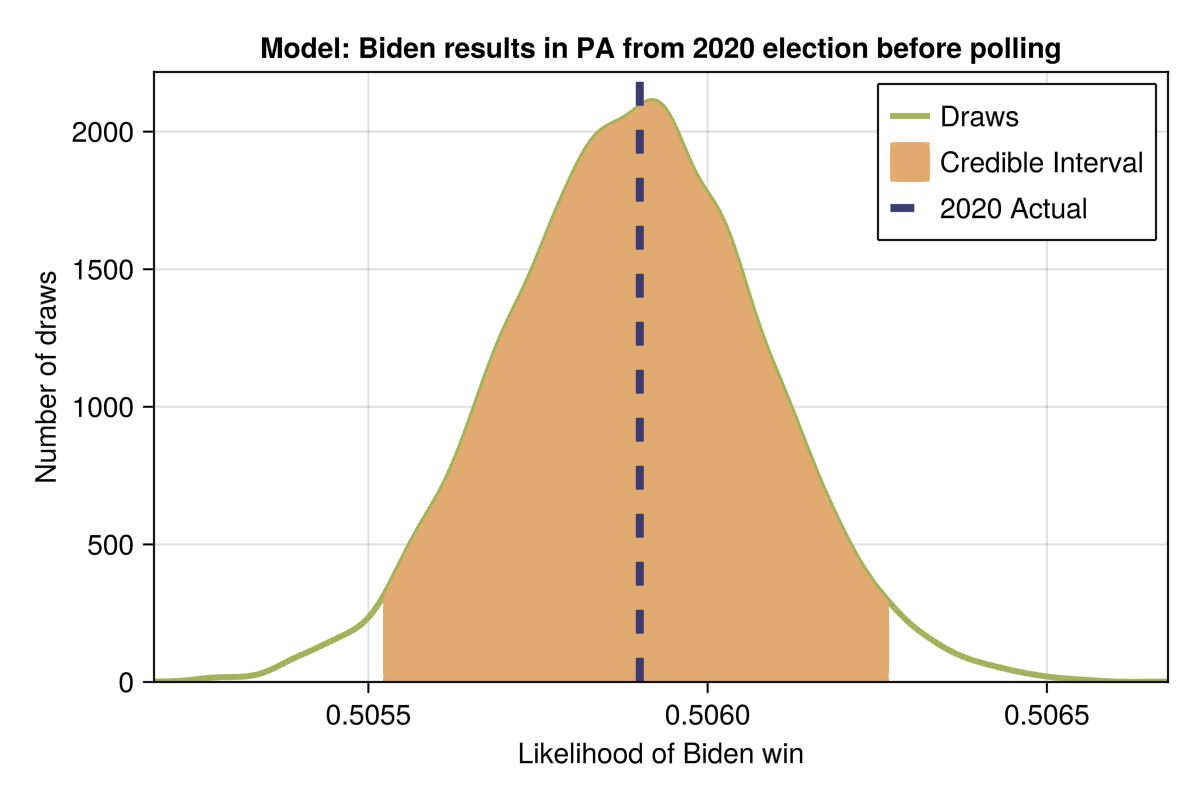 Model: Biden results in PA from 2020 election before polling
Draws
Credible Interval
2020 Actual
Number of draws
2000
1500
1000
500
0
0.5055 0.5060 0.5065
Likelihood of Biden win